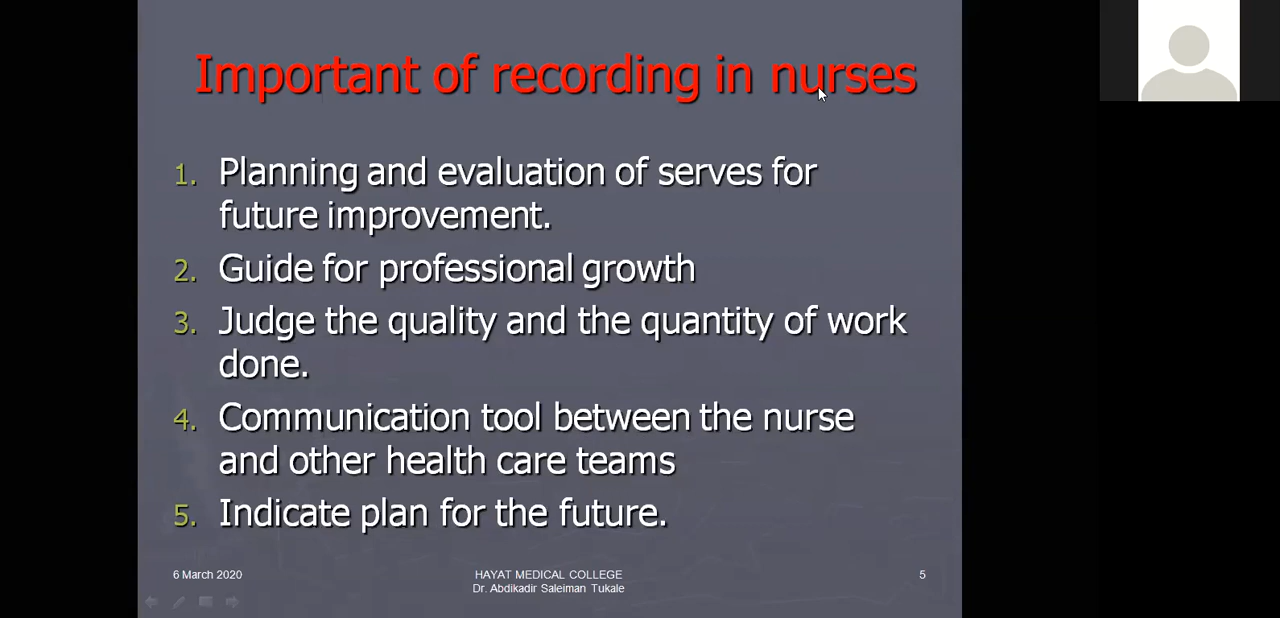 Important of recording in nurses
1. Planning and evaluation of serves for
future improvement.
2. Guide for professional growth
3. Judge the quality and the quantity of work
done.
4. Communication tool between the nurse
and other health care teams
5. Indicate plan for the future.
6 March 2020
HAYAT MEDICAL COLLEGE
Dr. Abdikadir Saleiman Tukale
5